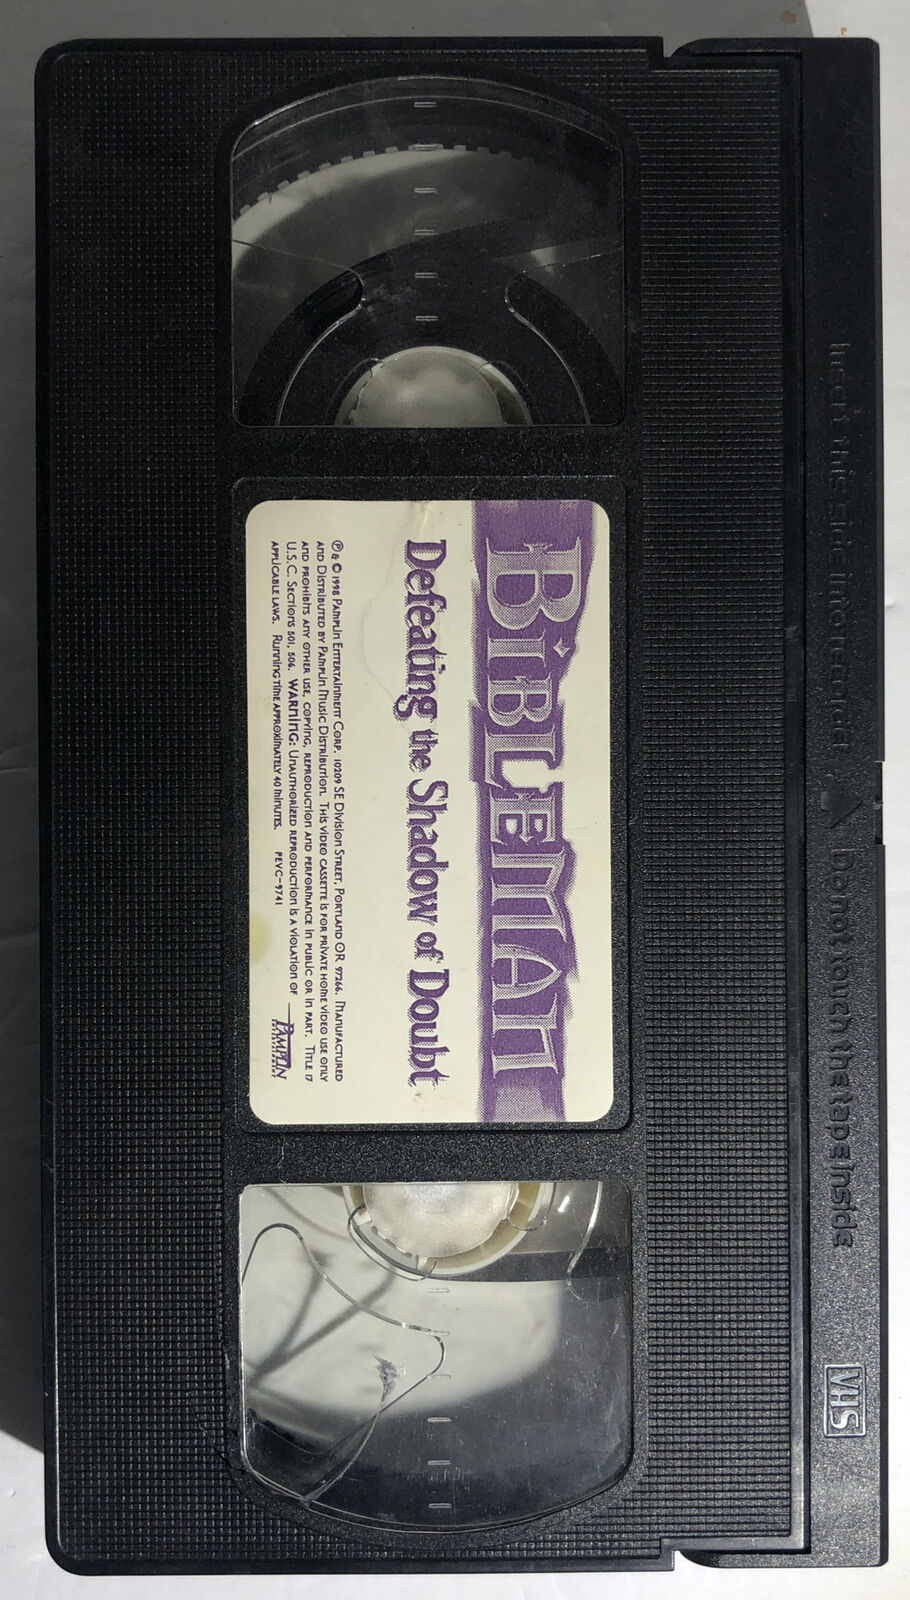 BIBLEMAN
Defeating the Shadow of Doubt
℗ & © 1998 Pamplin Entertainment Corp. 10209 SE Division Street, Portland OR 97266. Manufactured
and Distributed by Pamplin Music Distribution. This video cassette is for private home video use only
and prohibits any other use, copying, reproduction and performance in public or in part. Title 17
U.S.C. Sections 501, 506. WARNING: Unauthorized reproduction is a violation of
applicable laws. Running time approximately 40 minutes. PEVC-9741
PAMPLIN
ENTERTAINMENT
Insert this side into recorder Do not touch the tape inside
VHS